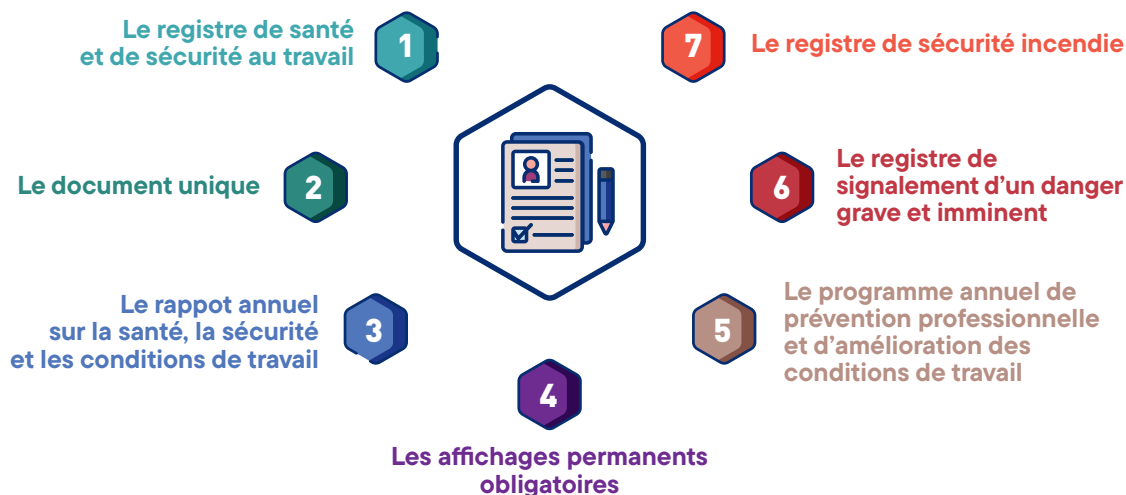 1
Le registre de santé
et de sécurité au travail
2
Le document unique
3
Le rappot annuel
sur la santé, la sécurité
et les conditions de travail
4
Les affichages permanents
obligatoires
5
Le programme annuel de
prévention professionnelle
et d'amélioration des
conditions de travail
6
Le registre de
signalement d'un danger
grave et imminent
7
Le registre de sécurité incendie